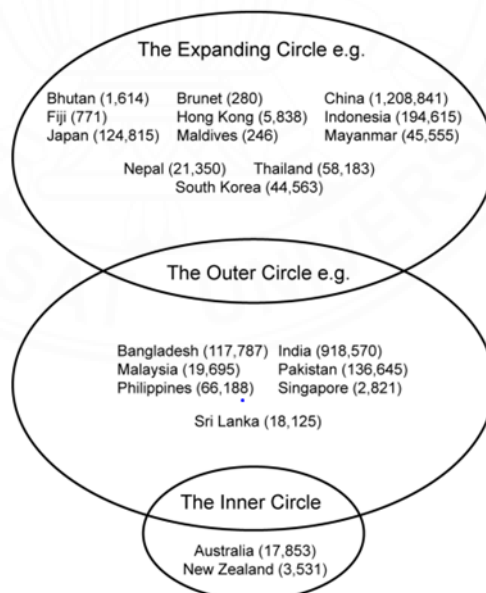 The Expanding Circle e.g.
Bhutan (1,614) Brunet (280) China (1,208,841)
Fiji (771) Hong Kong (5,838) Indonesia (194,615)
Japan (124,815) Maldives (246) Mayanmar (45,555)
Nepal (21,350) Thailand (58,183)
South Korea (44,563)
The Outer Circle e.g.
Bangladesh (117,787) India (918,570)
Malaysia (19,695) Pakistan (136,645)
Philippines (66,188) Singapore (2,821)
Sri Lanka (18,125)
The Inner Circle
Australia (17,853)
New Zealand (3,531)